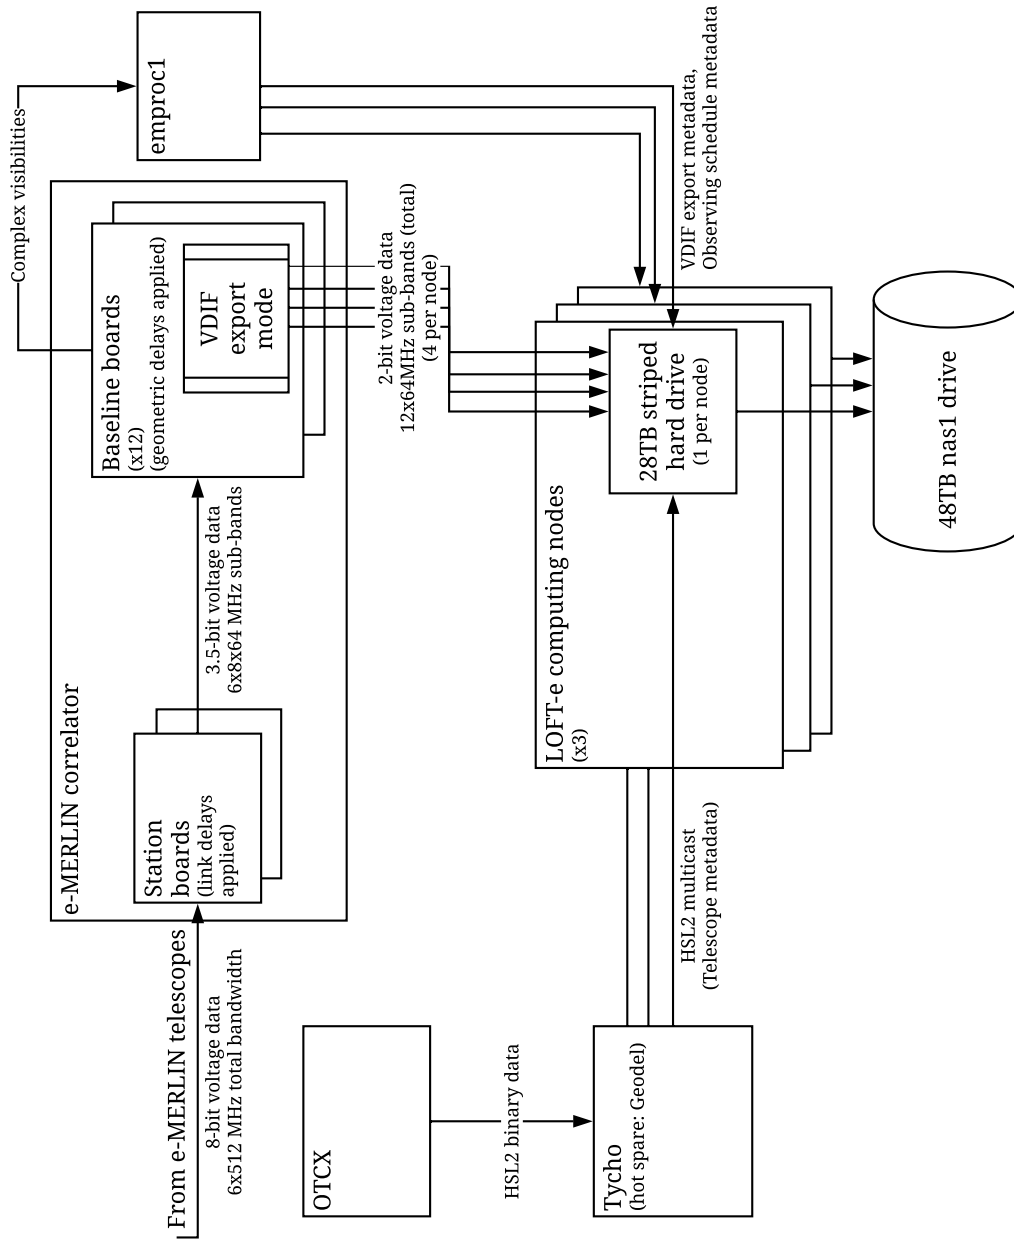 From e-MERLIN telescopes
8-bit voltage data
6x512 MHz total bandwidth
e-MERLIN correlator
Station
boards
(link delays
applied)
3.5-bit voltage data
6x8x64 MHz sub-bands
Baseline boards
(x12)
(geometric delays applied)
VDIF
export
mode
Complex visibilities
emproc1
2-bit voltage data
12x64MHz sub-bands (total)
(4 per node)
VDIF export metadata,
Observing schedule metadata
OTCX
HSL2 binary data
Tycho
(hot spare: Geodel)
HSL2 multicast
(Telescope metadata)
LOFT-e computing nodes
(x3)
28TB striped
hard drive
(1 per node)
48TB nas1 drive